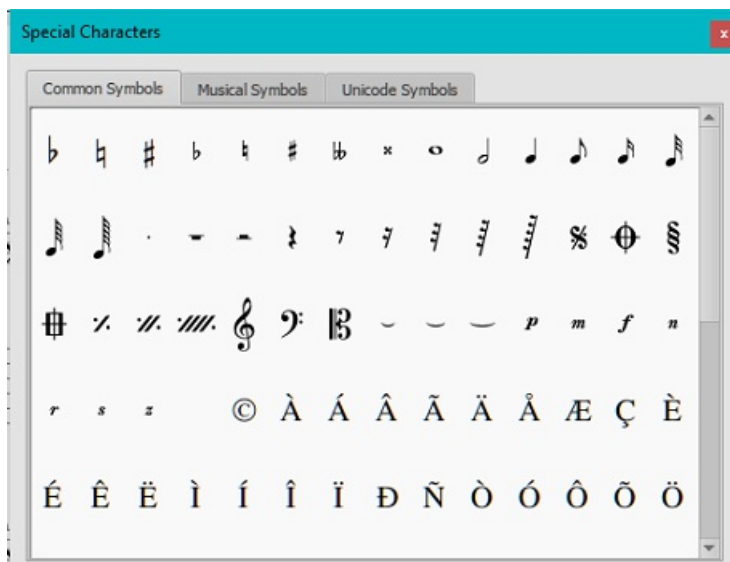 Special Characters
x
Common Symbols Musical Symbols Unicode Symbols
♭ ♮ ♯ ♭ ♮ ♯ 𝄫 𝄪 𝅝 𝅗𝅥 𝅘𝅥 𝅘𝅥𝅮 𝅘𝅥𝅯 𝅘𝅥𝅰
𝅘𝅥𝅱 𝅘𝅥𝅲 · 𝄻 𝄼 𝄽 𝄾 𝄿 𝅀 𝅁 𝅂 𝄋 𝄌 §
𝄎 𝄞 𝄢 𝄡 p m f n
r s z © À Á Â Ã Ä Å Æ Ç È
É Ê Ë Ì Í Î Ï Ð Ñ Ò Ó Ô Õ Ö